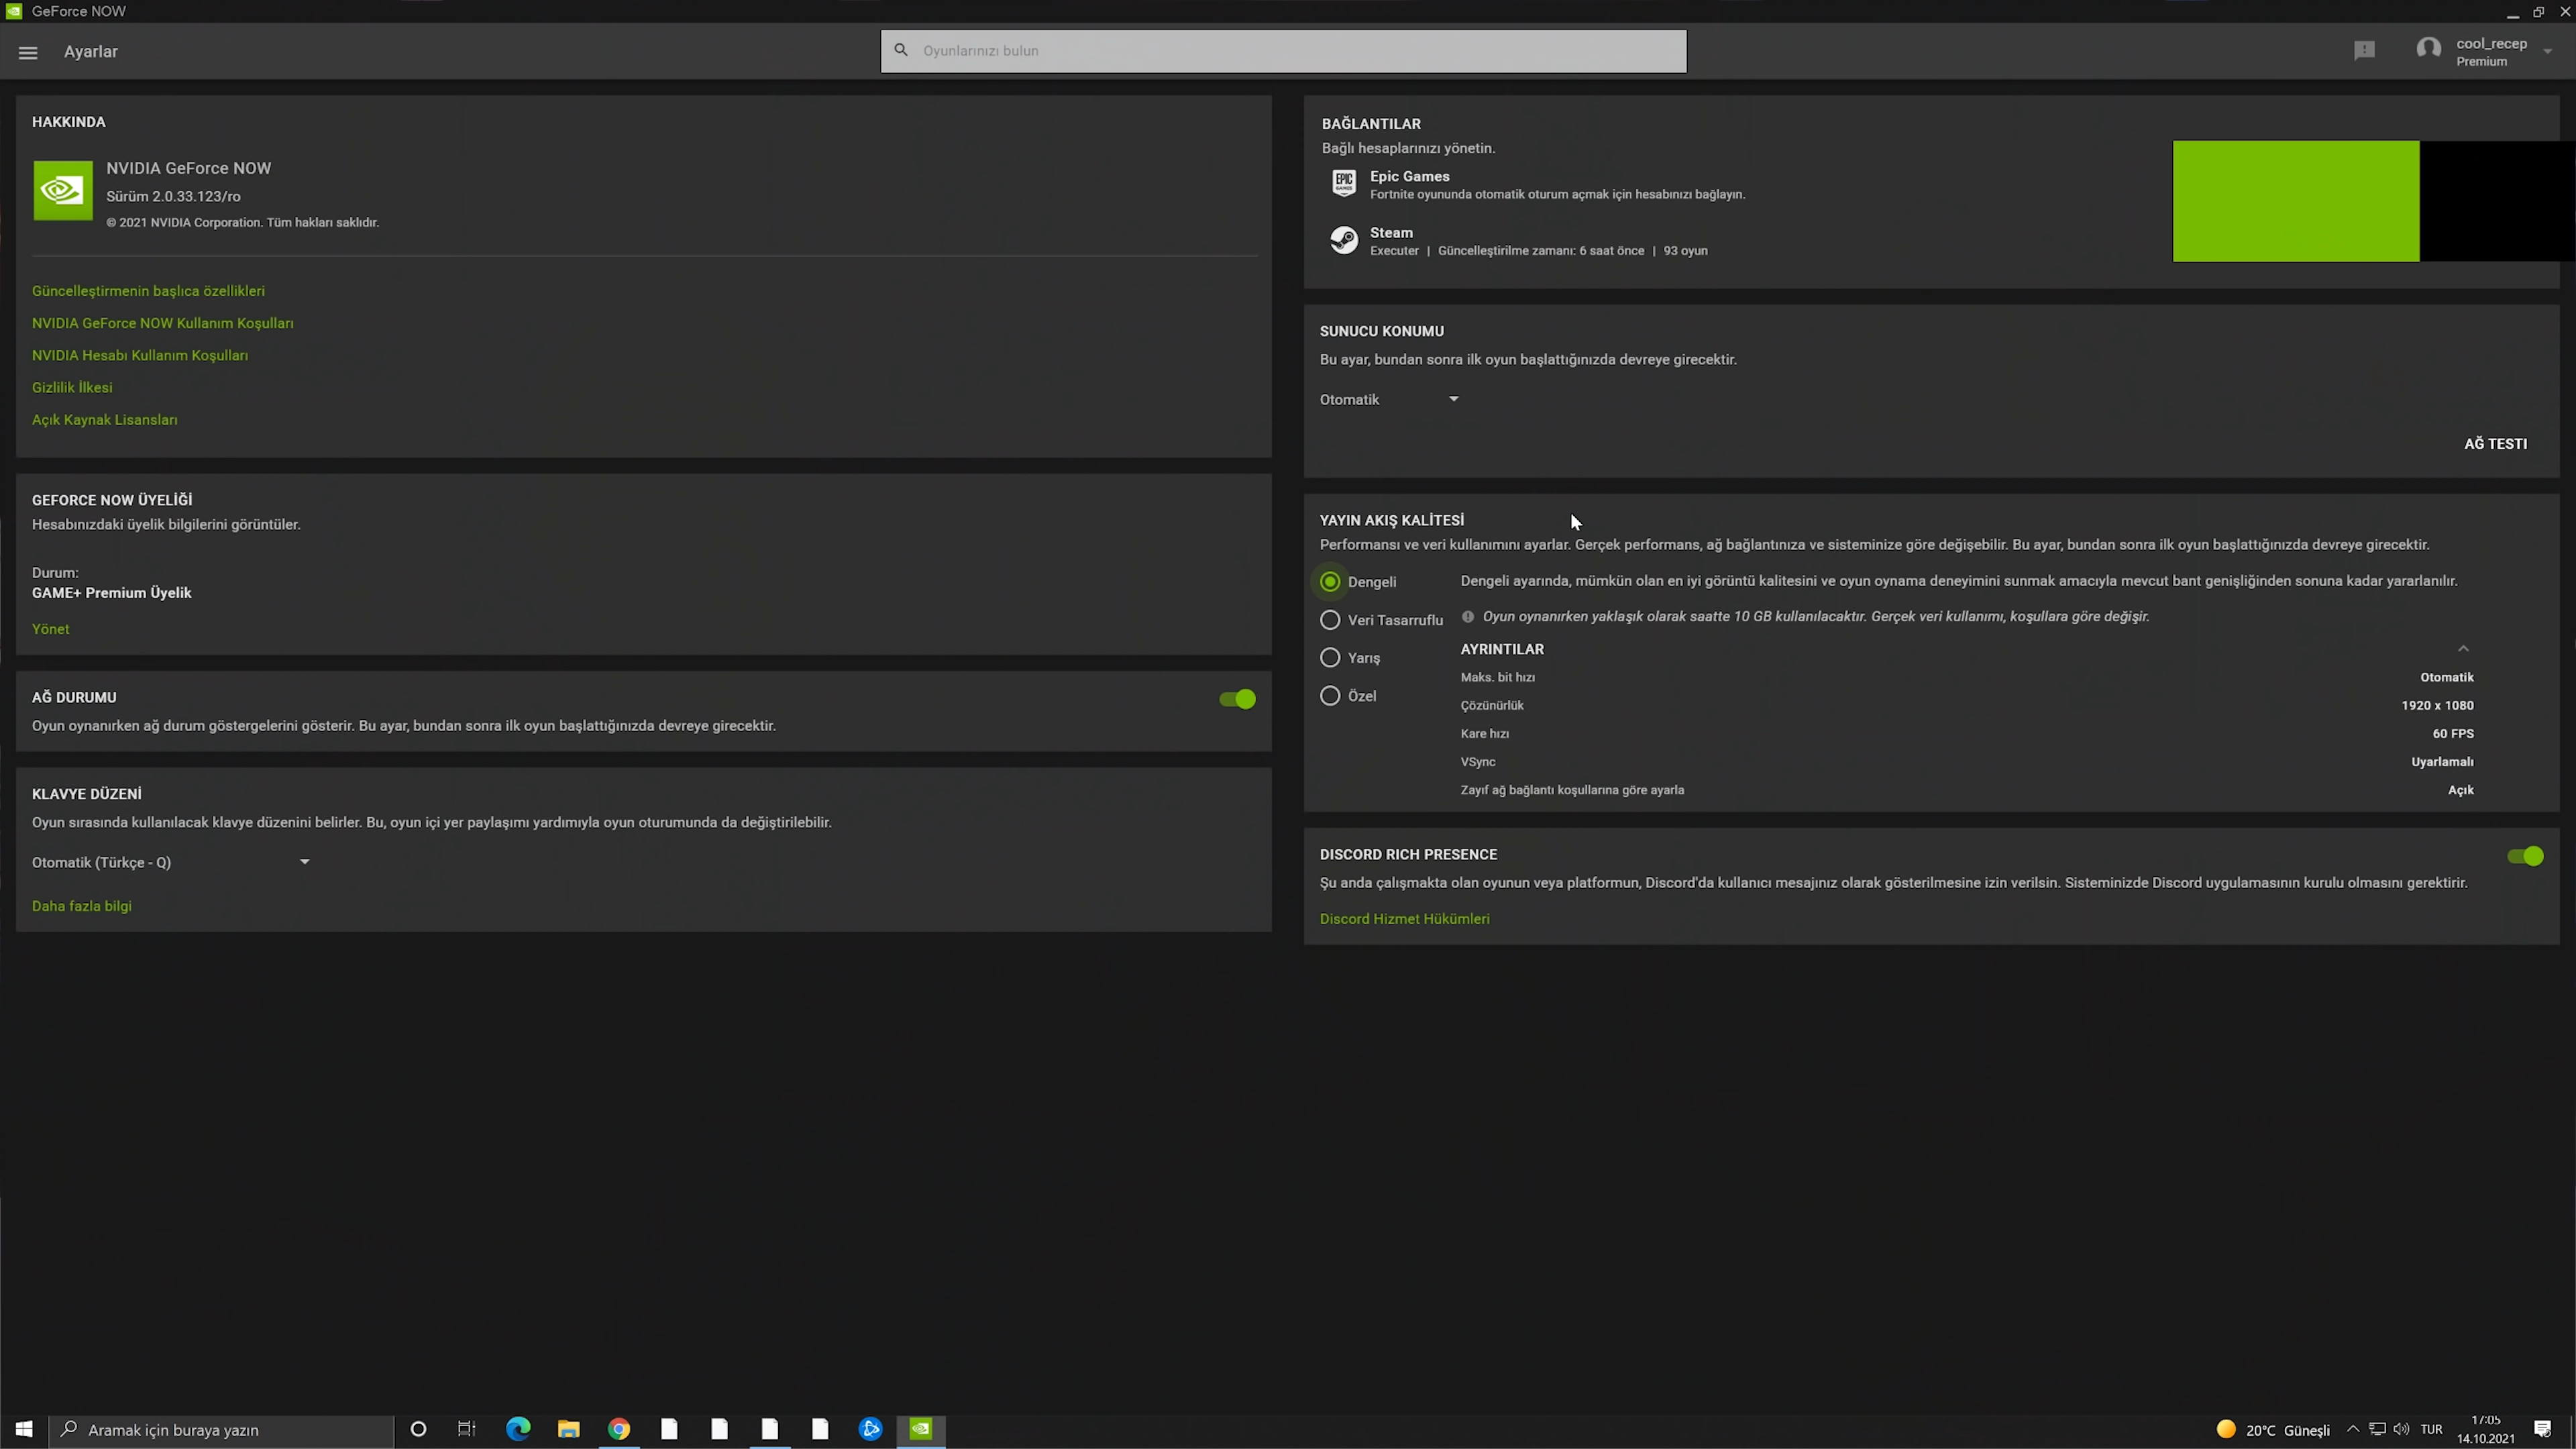 GeForce NOW
Ayarlar
Oyunlarınızı bulun
cool_recep
Premium
HAKKINDA
NVIDIA GeForce NOW
Sürüm 2.0.33.123/ro
© 2021 NVIDIA Corporation. Tüm hakları saklıdır.
Güncelleştirmenin başlıca özellikleri
NVIDIA GeForce NOW Kullanım Koşulları
NVIDIA Hesabı Kullanım Koşulları
Gizlilik İlkesi
Açık Kaynak Lisansları
GEFORCE NOW ÜYELİĞİ
Hesabınızdaki üyelik bilgilerini görüntüler.
Durum:
GAME+ Premium Üyelik
Yönet
AĞ DURUMU
Oyun oynanırken ağ durum göstergelerini gösterir. Bu ayar, bundan sonra ilk oyun başlattığınızda devreye girecektir.
KLAVYE DÜZENİ
Oyun sırasında kullanılacak klavye düzenini belirler. Bu, oyun içi yer paylaşımı yardımıyla oyun oturumunda da değiştirilebilir.
Otomatik (Türkçe - Q)
Daha fazla bilgi
BAĞLANTILAR
Bağlı hesaplarınızı yönetin.
EPIC GAMES
Epic Games
Fortnite oyununda otomatik oturum açmak için hesabınızı bağlayın.
Steam
Executer | Güncelleştirilme zamanı: 6 saat önce | 93 oyun
SUNUCU KONUMU
Bu ayar, bundan sonra ilk oyun başlattığınızda devreye girecektir.
Otomatik
AĞ TESTI
YAYIN AKIŞ KALİTESİ
Performansı ve veri kullanımını ayarlar. Gerçek performans, ağ bağlantınıza ve sisteminize göre değişebilir. Bu ayar, bundan sonra ilk oyun başlattığınızda devreye girecektir.
Dengeli
Dengeli ayarında, mümkün olan en iyi görüntü kalitesini ve oyun oynama deneyimini sunmak amacıyla mevcut bant genişliğinden sonuna kadar yararlanılır.
Veri Tasarruflu
Oyun oynanırken yaklaşık olarak saatte 10 GB kullanılacaktır. Gerçek veri kullanımı, koşullara göre değişir.
Yarış
Özel
AYRINTILAR
Maks. bit hızı Otomatik
Çözünürlük 1920 x 1080
Kare hızı 60 FPS
VSync Uyarlamalı
Zayıf ağ bağlantı koşullarına göre ayarla Açık
DISCORD RICH PRESENCE
Şu anda çalışmakta olan oyunun veya platformun, Discord'da kullanıcı mesajınız olarak gösterilmesine izin verilsin. Sisteminizde Discord uygulamasının kurulu olmasını gerektirir.
Discord Hizmet Hükümleri
Aramak için buraya yazın
20°C Güneşli
TUR
17:05
14.10.2021